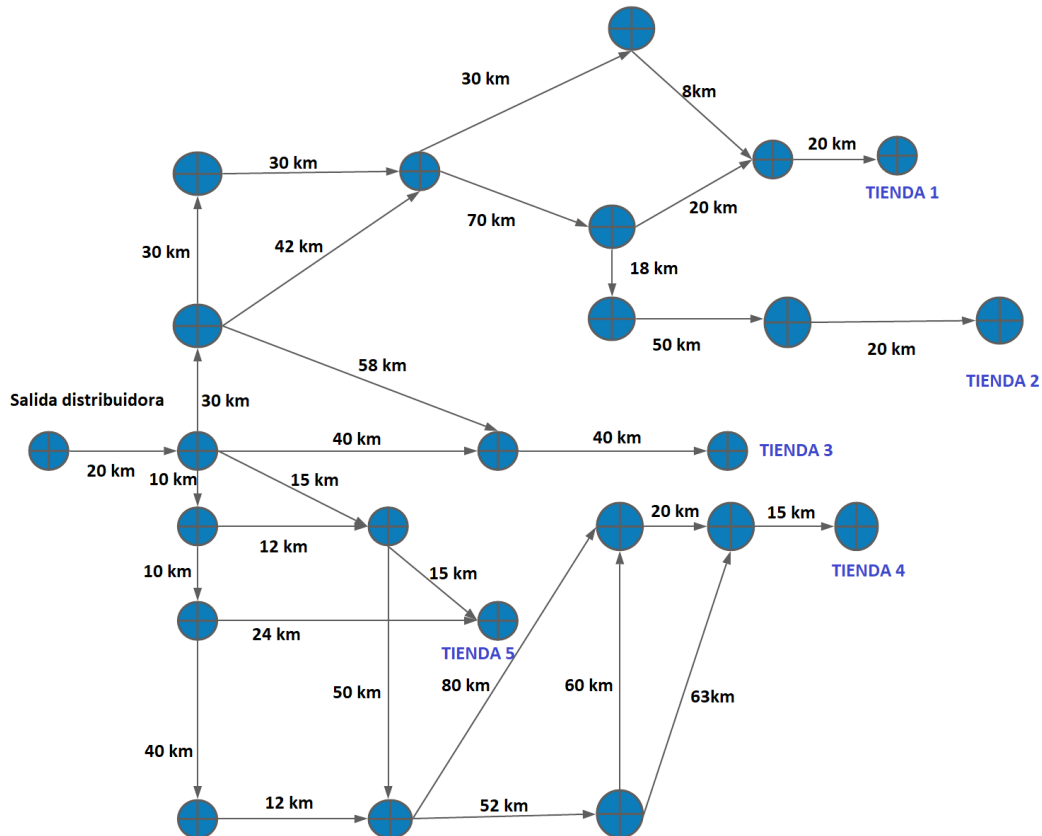 30 km
8km
30 km
20 km
TIENDA 1
70 km
20 km
42 km
30 km
18 km
50 km
20 km
58 km
TIENDA 2
Salida distribuidora
30 km
40 km
40 km
TIENDA 3
20 km
10 km
15 km
20 km
15 km
12 km
TIENDA 4
10 km
15 km
24 km
TIENDA 5
50 km
80 km
60 km
63km
40 km
12 km
52 km